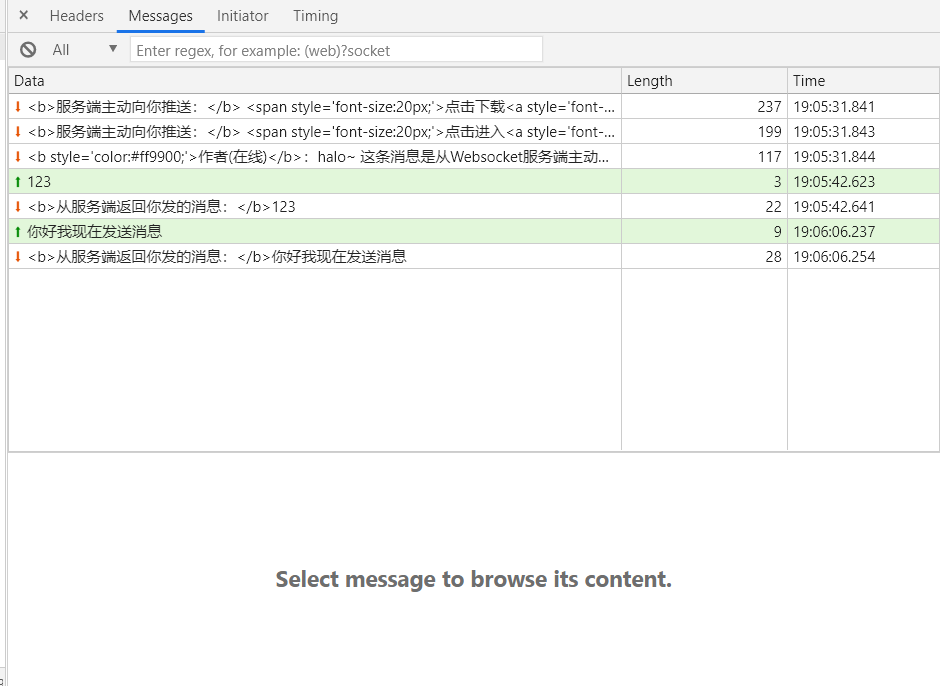 × Headers Messages Initiator Timing
All ▼ Enter regex, for example: (web)?socket
Data Length Time
<b>服务端主动向你推送：</b> <span style='font-size:20px;'>点击下载<a style='font-... 237 19:05:31.841
<b>服务端主动向你推送：</b> <span style='font-size:20px;'>点击进入<a style='font-... 199 19:05:31.843
<b style='color:#ff9900;'>作者(在线)</b>：halo~ 这条消息是从Websocket服务端主动... 117 19:05:31.844
123 3 19:05:42.623
<b>从服务端返回你发的消息：</b>123 22 19:05:42.641
你好我现在发送消息 9 19:06:06.237
<b>从服务端返回你发的消息：</b>你好我现在发送消息 28 19:06:06.254
Select message to browse its content.